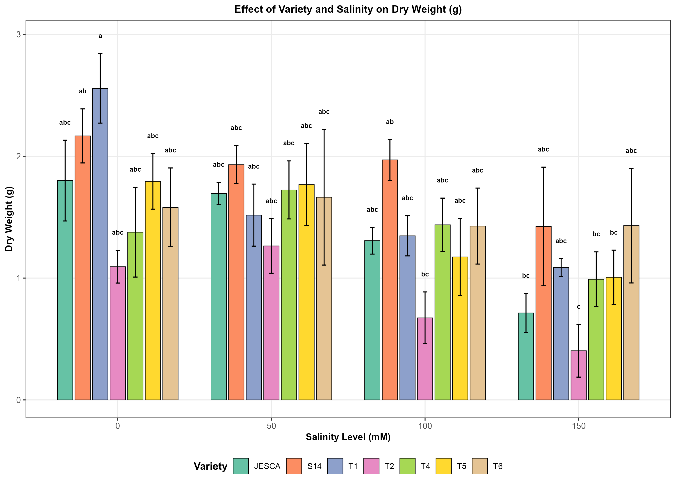 Effect of Variety and Salinity on Dry Weight (g)
Dry Weight (g)
3
2
1
0
abc ab a abc abc abc abc
abc abc abc abc abc abc abc
abc ab abc bc abc abc abc
bc abc abc c bc bc abc
0 50 100 150
Salinity Level (mM)
Variety JESCA S14 T1 T2 T4 T5 T6